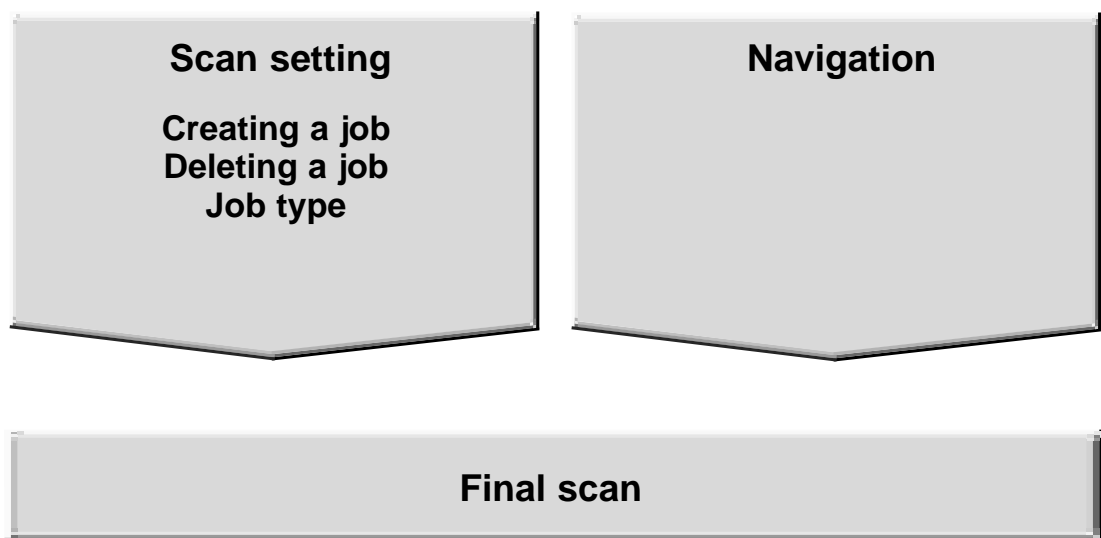 Scan setting
Creating a job
Deleting a job
Job type
Navigation
Final scan